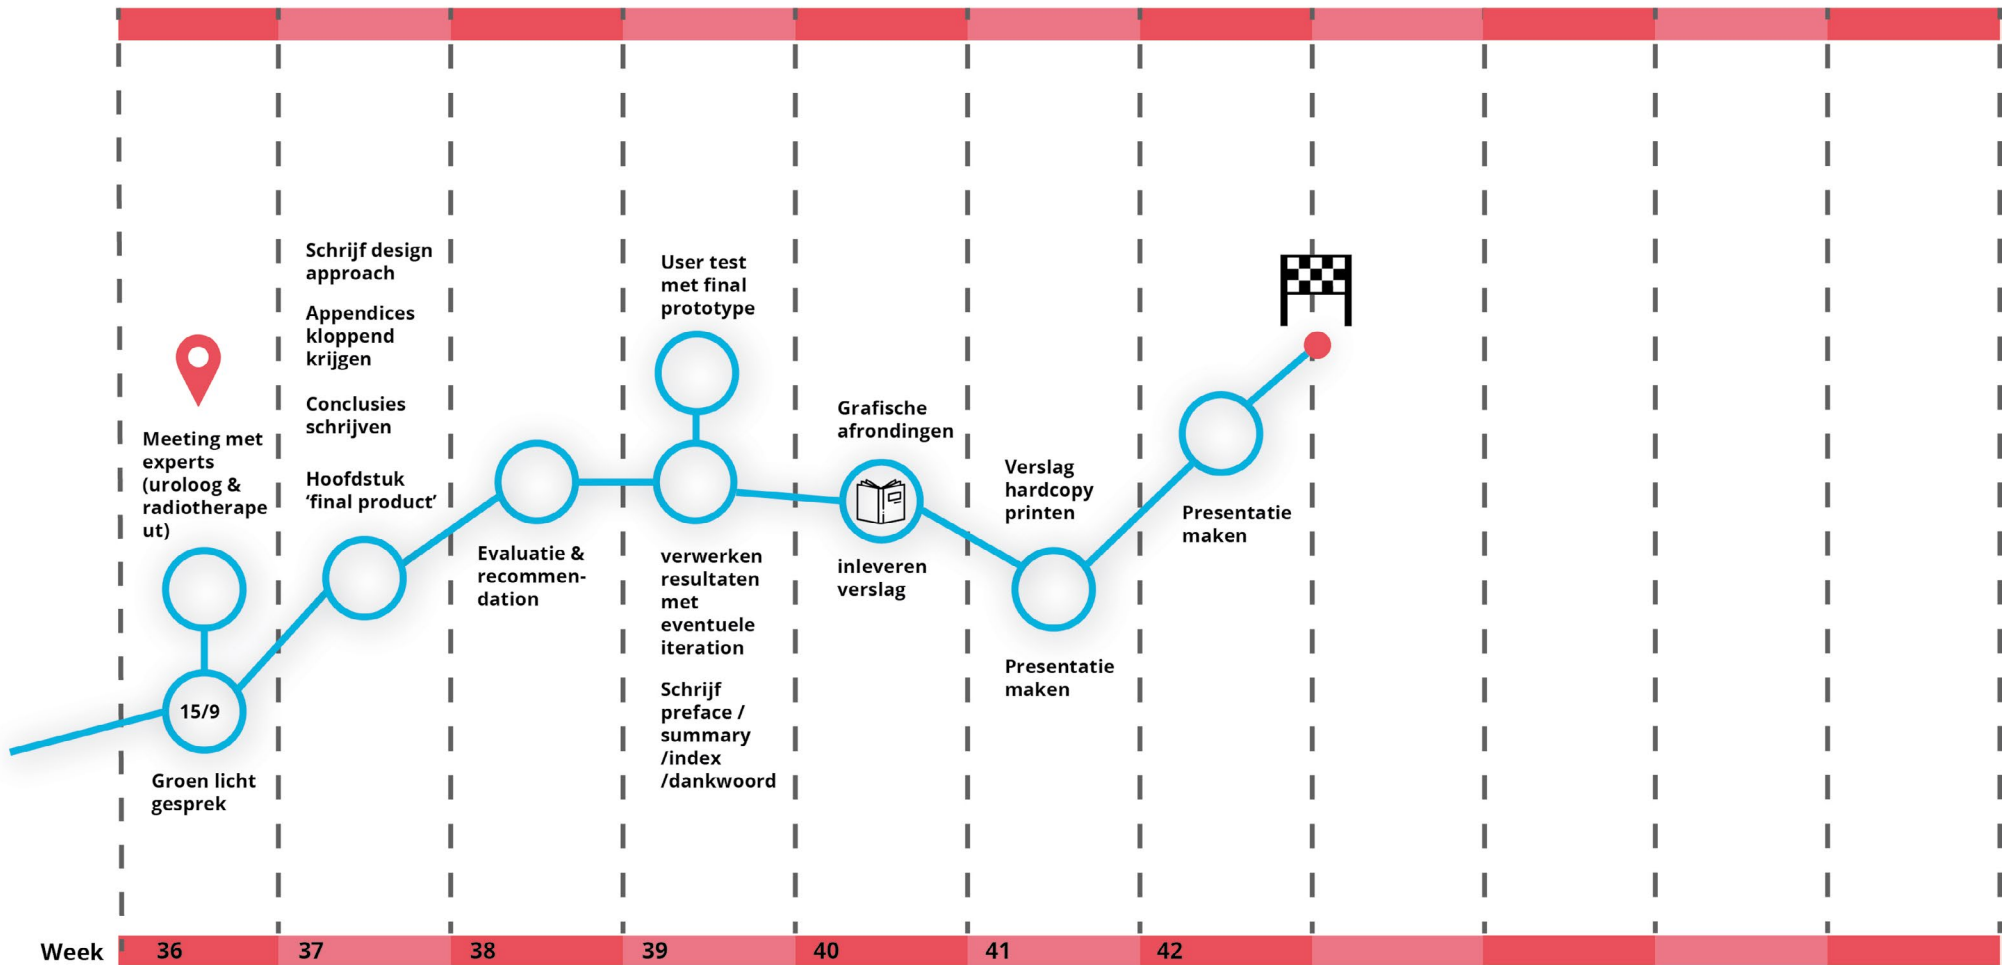 Meeting met
experts
(uroloog &
radiotherape
ut)
15/9
Groen licht
gesprek
Schrijf design
approach
Appendices
kloppend
krijgen
Conclusies
schrijven
Hoofdstuk
‘final product’
Evaluatie &
recommen-
dation
User test
met final
prototype
verwerken
resultaten
met
eventuele
iteration
Schrijf
preface /
summary
/index
/dankwoord
Grafische
afrondingen
inleveren
verslag
Verslag
hardcopy
printen
Presentatie
maken
Presentatie
maken
Week 36 37 38 39 40 41 42